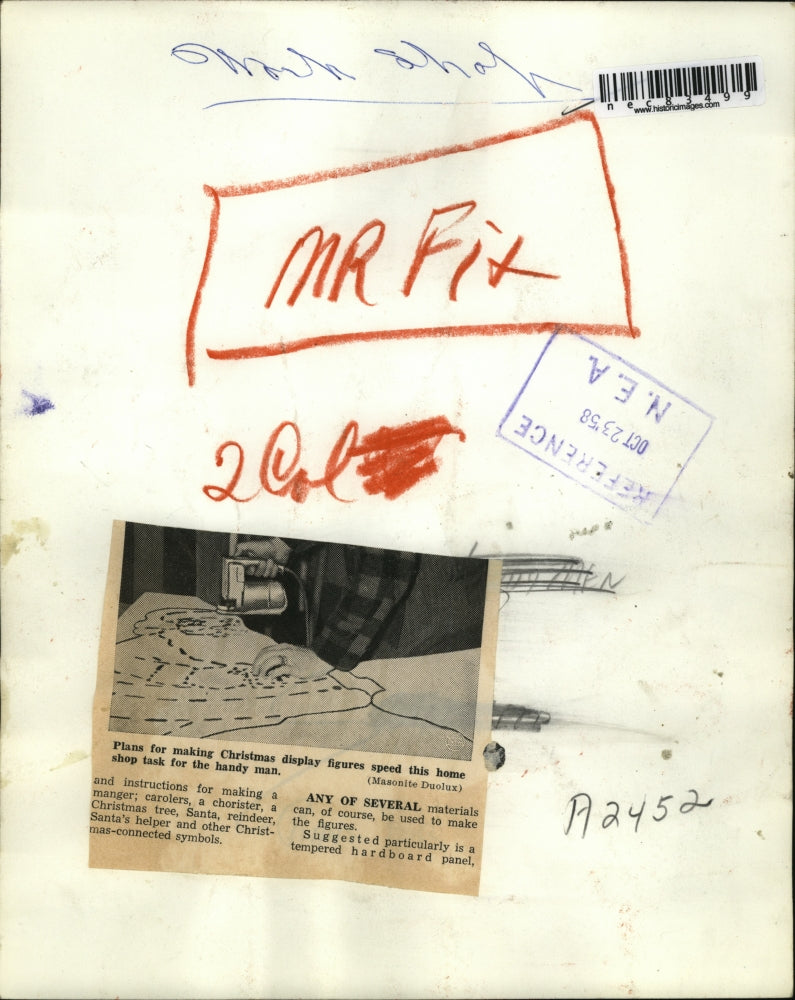 Work Shop
nec83499
www.historicimages.com
MR Fix
N. E. A.
OCT 23 '58
REFERENCE
2 Col
Plans for making Christmas display figures speed this home
shop task for the handy man.
(Masonite Duolux)
and instructions for making a
manger; carolers, a chorister, a
Christmas tree, Santa, reindeer,
Santa's helper and other Christ-
mas-connected symbols.
ANY OF SEVERAL materials
can, of course, be used to make
the figures.
Suggested particularly is a
tempered hardboard panel,
A2452